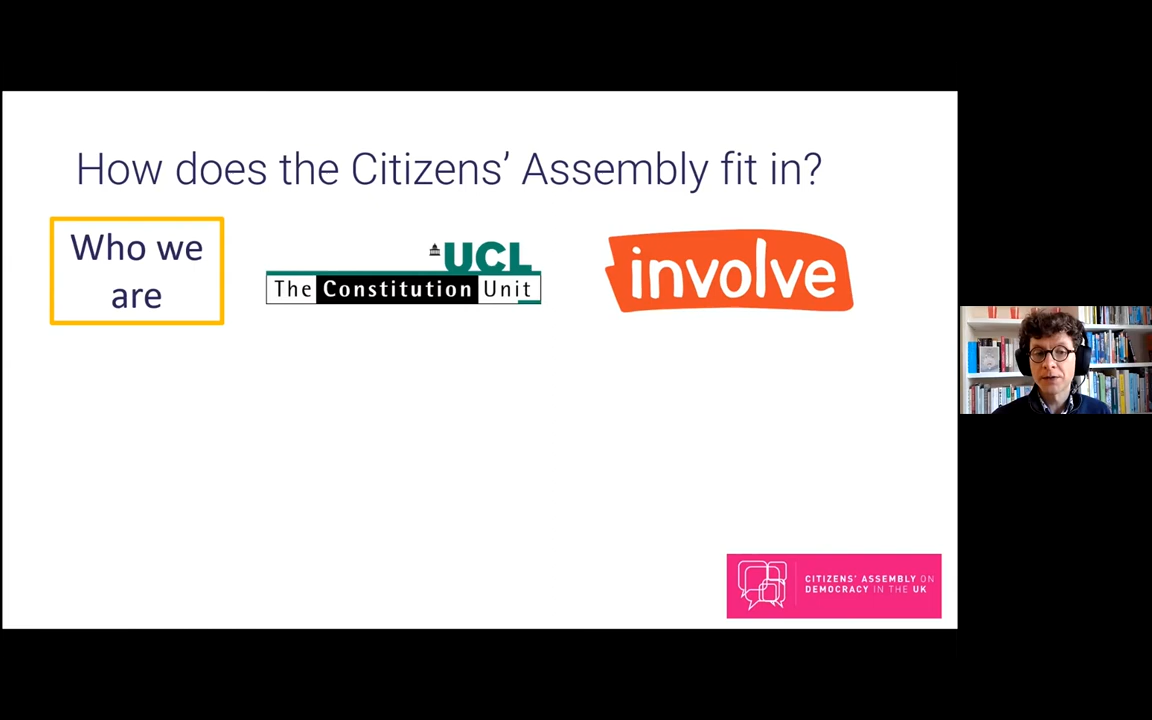 How does the Citizens’ Assembly fit in?
Who we
are
UCL
The Constitution Unit
involve
CITIZENS’ ASSEMBLY ON
DEMOCRACY IN THE UK